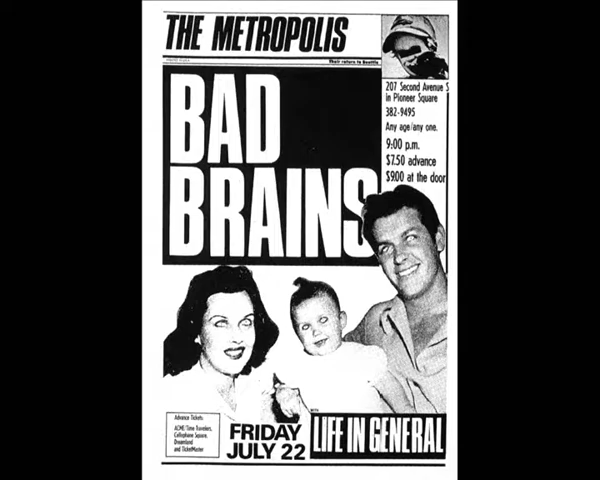 THE METROPOLIS
Their return to Seattle.
BAD
BRAINS
207 Second Avenue S
in Pioneer Square
382-9495
Any age/any one.
9:00 p.m.
$7.50 advance
$9.00 at the door
Advance Tickets:
ACME/Time Travelers,
Cellophane Square,
Dreamland
and TicketMaster
FRIDAY
JULY 22
WITH
LIFE IN GENERAL